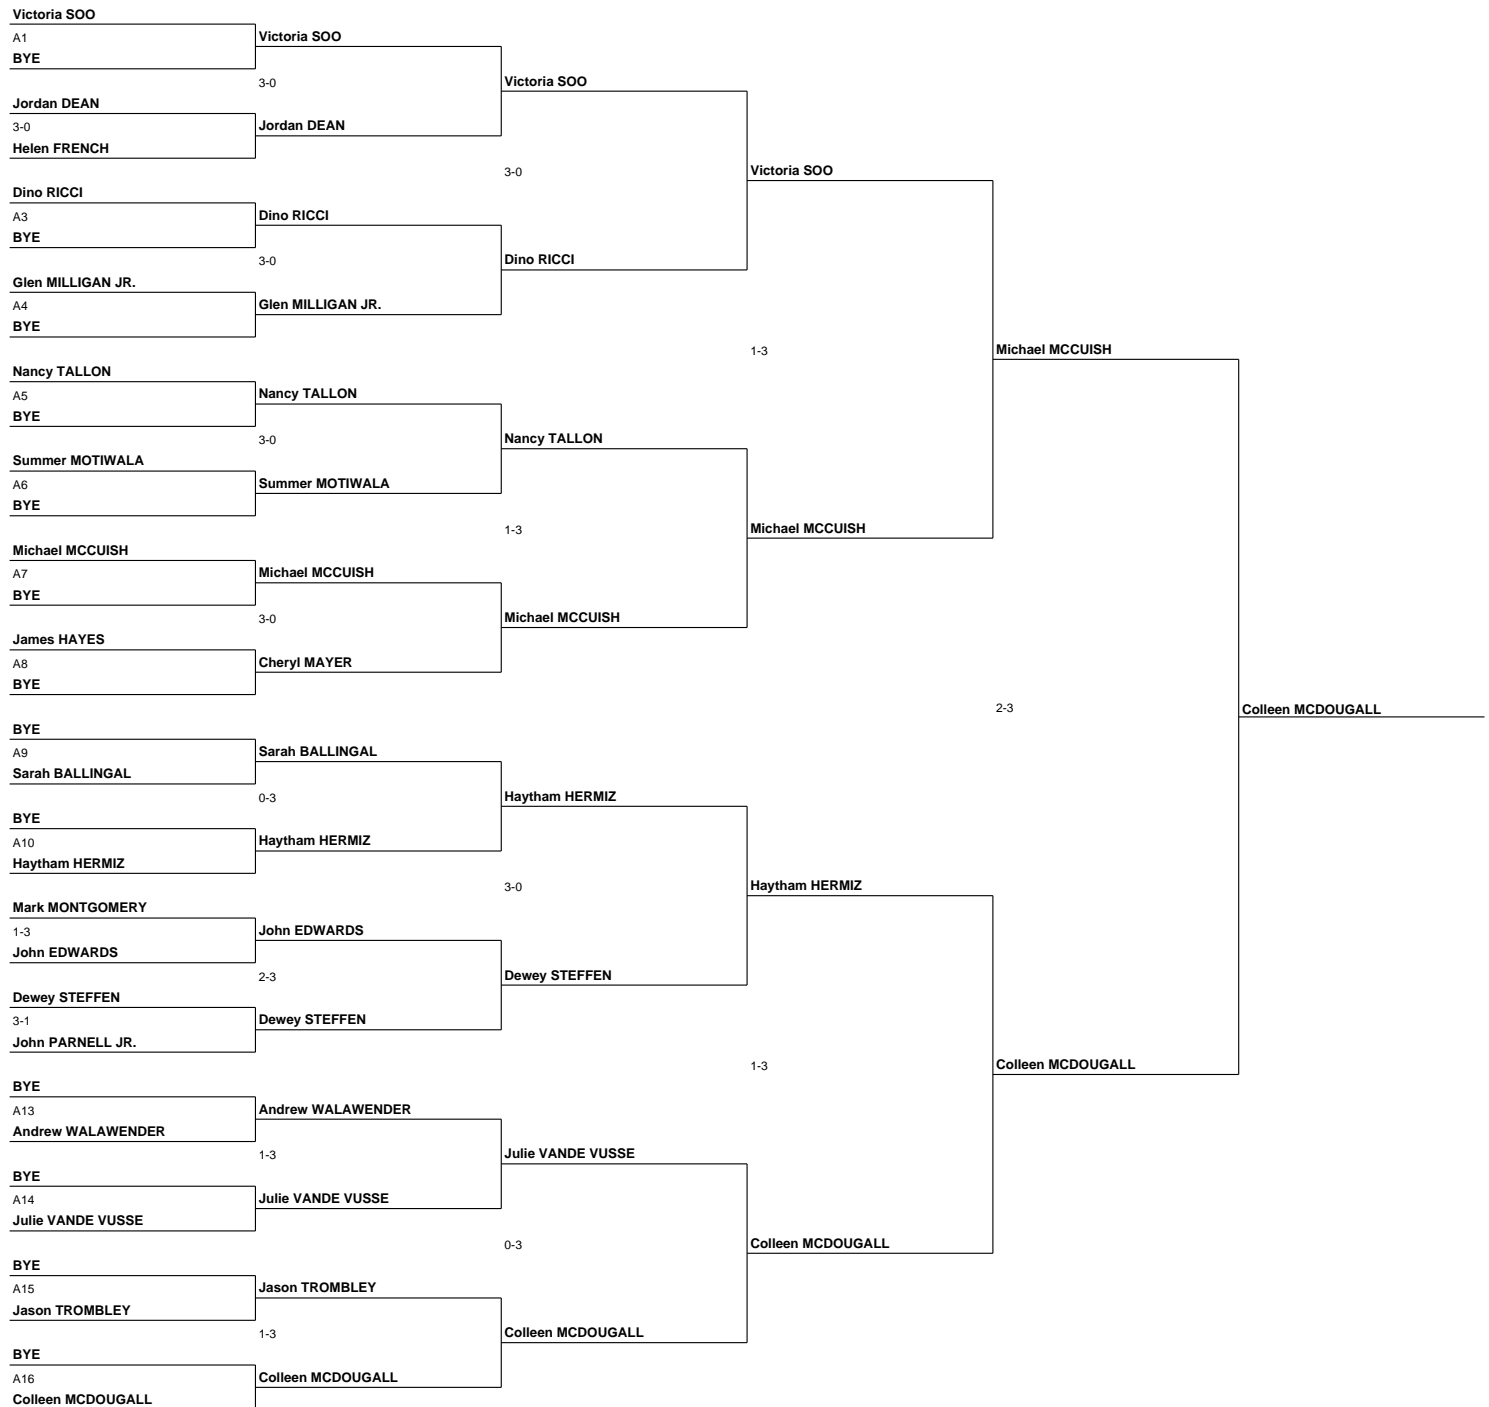 Victoria SOO
A1
BYE
Victoria SOO
3-0
Jordan DEAN
3-0
Helen FRENCH
Jordan DEAN
Victoria SOO
3-0
Dino RICCI
A3
BYE
Dino RICCI
3-0
Glen MILLIGAN JR.
A4
BYE
Glen MILLIGAN JR.
Dino RICCI
Victoria SOO
1-3
Nancy TALLON
A5
BYE
Nancy TALLON
3-0
Summer MOTIWALA
A6
BYE
Summer MOTIWALA
Nancy TALLON
1-3
Michael MCCUISH
A7
BYE
Michael MCCUISH
3-0
James HAYES
A8
BYE
Cheryl MAYER
Michael MCCUISH
Michael MCCUISH
Michael MCCUISH
2-3
Colleen MCDOUGALL
BYE
A9
Sarah BALLINGAL
Sarah BALLINGAL
0-3
BYE
A10
Haytham HERMIZ
Haytham HERMIZ
Haytham HERMIZ
3-0
Mark MONTGOMERY
1-3
John EDWARDS
John EDWARDS
2-3
Dewey STEFFEN
3-1
John PARNELL JR.
Dewey STEFFEN
Dewey STEFFEN
Haytham HERMIZ
1-3
Colleen MCDOUGALL
BYE
A13
Andrew WALAWENDER
Andrew WALAWENDER
1-3
BYE
A14
Julie VANDE VUSSE
Julie VANDE VUSSE
Julie VANDE VUSSE
0-3
Colleen MCDOUGALL
BYE
A15
Jason TROMBLEY
Jason TROMBLEY
1-3
BYE
A16
Colleen MCDOUGALL
Colleen MCDOUGALL
Colleen MCDOUGALL